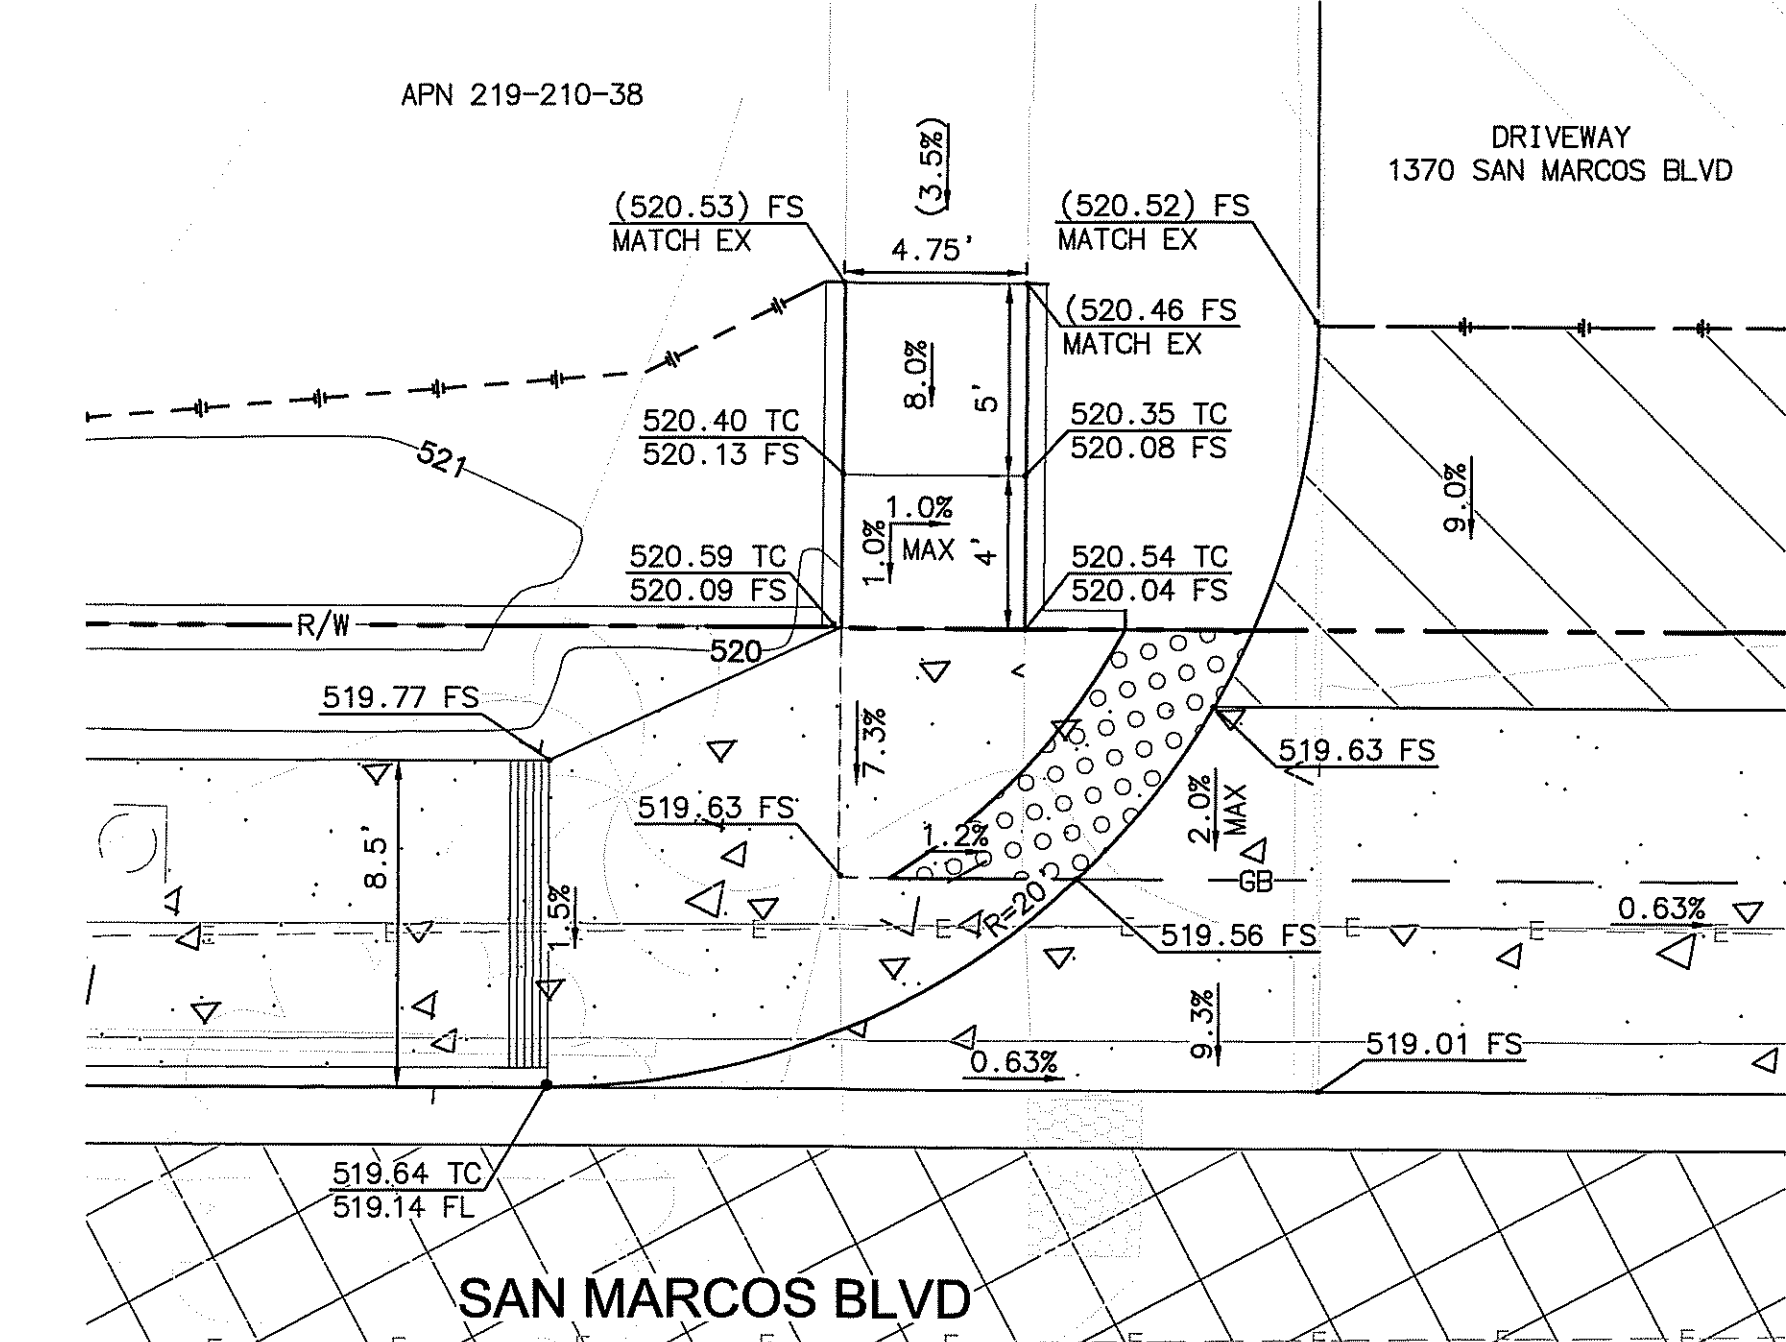 APN 219-210-38
DRIVEWAY
1370 SAN MARCOS BLVD
(3.5%)
(520.53) FS
MATCH EX
(520.52) FS
MATCH EX
4.75'
(520.46 FS
MATCH EX
8.0%
5'
520.40 TC
520.13 FS
520.35 TC
520.08 FS
521
9.0%
1.0%
MAX
1.0%
4'
520.59 TC
520.09 FS
520.54 TC
520.04 FS
R/W
520
519.77 FS
7.3%
519.63 FS
519.63 FS
2.0%
MAX
1.2%
8.5'
GB
R=20'
1.5%
0.63%
E E E E E E E E
519.56 FS
9.3%
519.01 FS
0.63%
519.64 TC
519.14 FL
SAN MARCOS BLVD
E E E E E E E E E